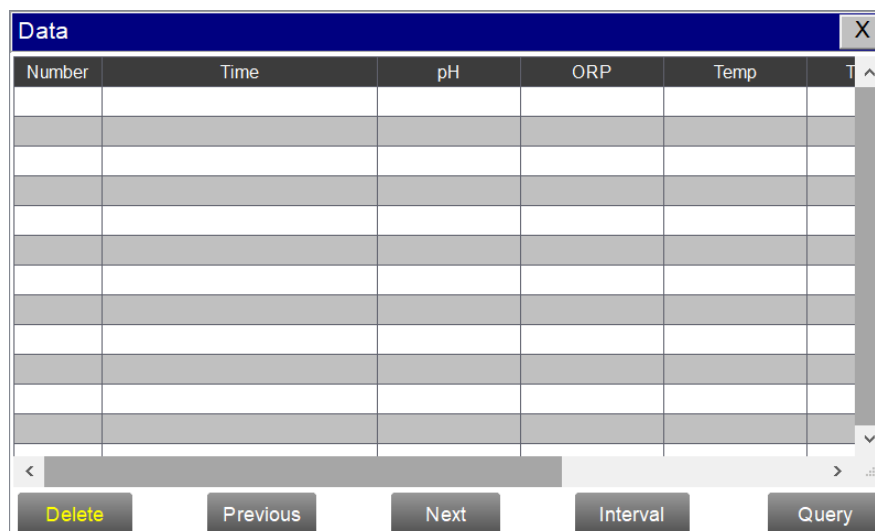 Data X
Number Time pH ORP Temp T
Delete Previous Next Interval Query